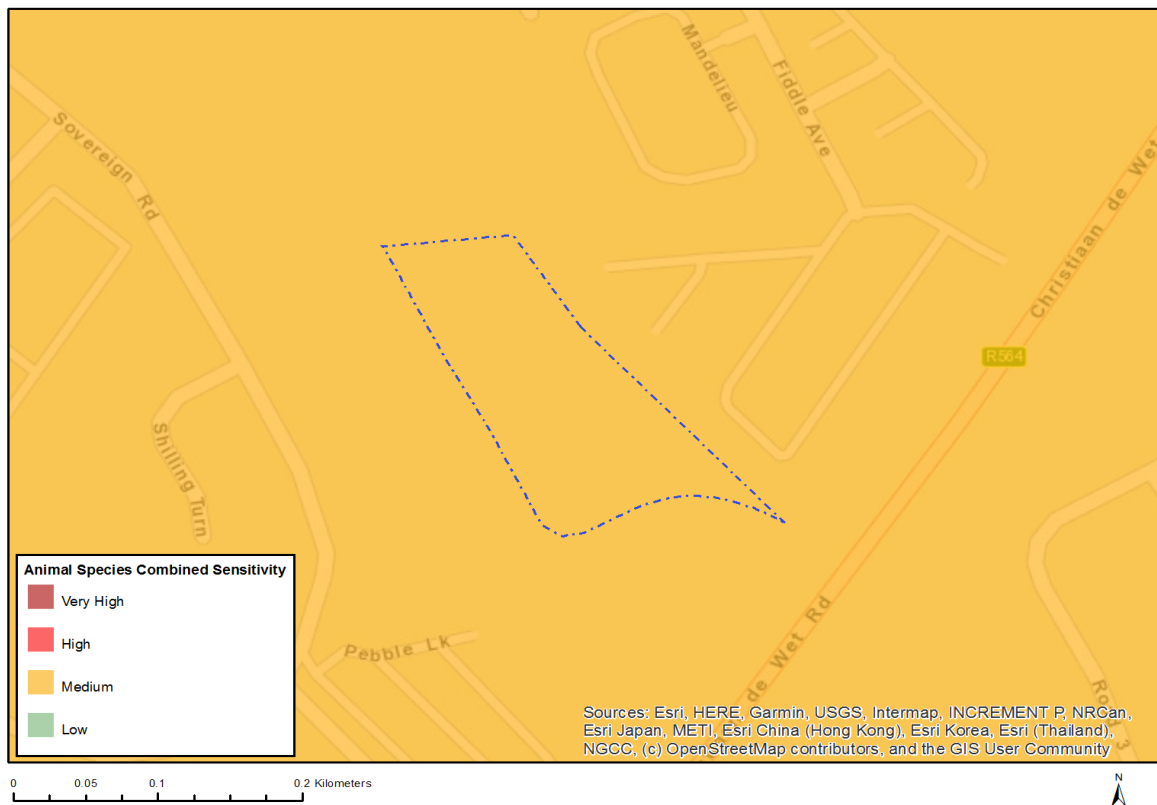 Mandelieu
Fiddle Ave
Sovereign Rd
Christiaan de Wet
R564
Shilling Turn
Animal Species Combined Sensitivity
Very High
High
Medium
Low
Pebble Lk
de Wet Rd
Road 3
Sources: Esri, HERE, Garmin, USGS, Intermap, INCREMENT P, NRCan,
Esri Japan, METI, Esri China (Hong Kong), Esri Korea, Esri (Thailand),
NGCC, (c) OpenStreetMap contributors, and the GIS User Community
0 0.05 0.1 0.2 Kilometers
N